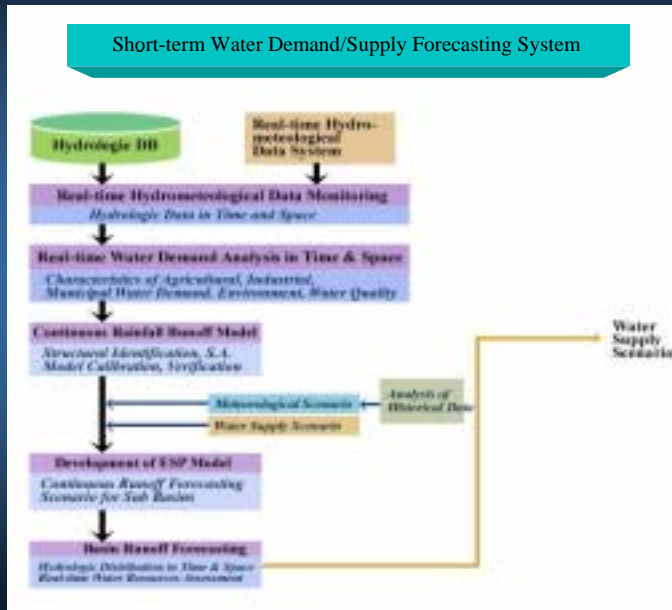 Short-term Water Demand/Supply Forecasting System
Hydrologic DB
Real-time Hydro-
meteological
Data System
Real-time Hydrometeological Data Monitoring
Hydrologic Data in Time and Space
Real-time Water Demand Analysis in Time & Space
Characteristics of Agricultural, Industrial,
Municipal Water Demand, Environment, Water Quality
Continuous Rainfall Runoff Model
Structural Identification, S.A.
Model Calibration, Verification
Water
Supply
Scenario
Meteorological Scenario
Analysis of
Historical Data
Water Supply Scenario
Development of ESP Model
Continuous Runoff Forecasting
Scenario for Sub Basins
Basin Runoff Forecasting
Hydrologic Distribution in Time & Space
Real-time Water Resources Assessment